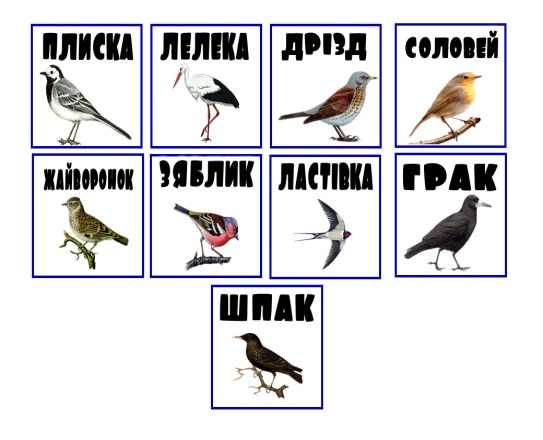 ПЛИСКА
ЛЕЛЕКА
ДРІЗД
СОЛОВЕЙ
ЖАЙВОРОНОК
ЗЯБЛИК
ЛАСТІВКА
ГРАК
ШПАК